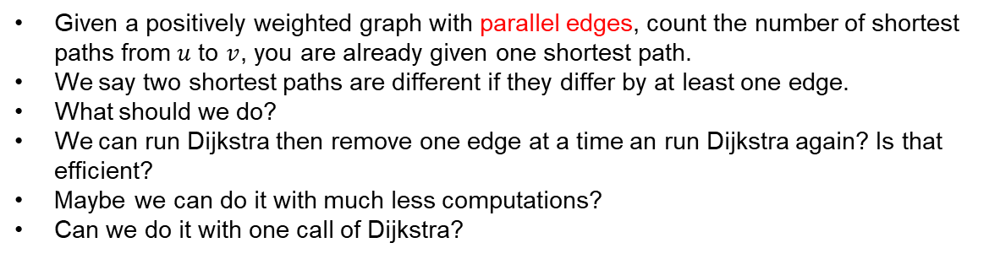 • Given a positively weighted graph with parallel edges, count the number of shortest
paths from u to v, you are already given one shortest path.
• We say two shortest paths are different if they differ by at least one edge.
• What should we do?
• We can run Dijkstra then remove one edge at a time an run Dijkstra again? Is that
efficient?
• Maybe we can do it with much less computations?
• Can we do it with one call of Dijkstra?